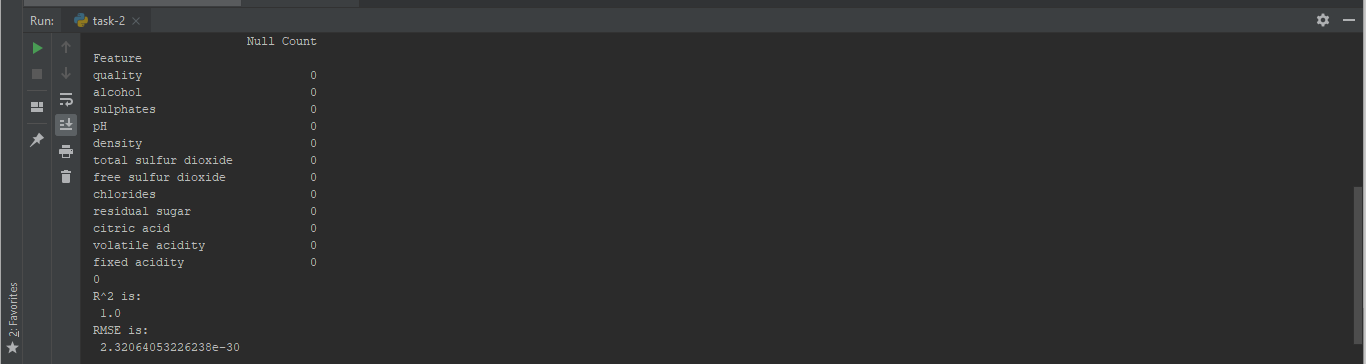 Run: task-2
Null Count
Feature
quality 0
alcohol 0
sulphates 0
pH 0
density 0
total sulfur dioxide 0
free sulfur dioxide 0
chlorides 0
residual sugar 0
citric acid 0
volatile acidity 0
fixed acidity 0
0
R^2 is:
1.0
RMSE is:
2.32064053226238e-30
2: Favorites